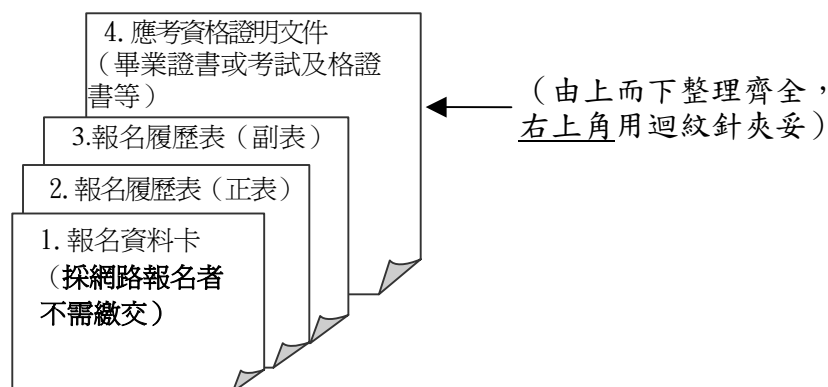 4. 應考資格證明文件
（畢業證書或考試及格證
書等）
（由上而下整理齊全，
右上角用迴紋針夾妥）
3.報名履歷表（副表）
2. 報名履歷表（正表）
1. 報名資料卡
（採網路報名者
不需繳交）